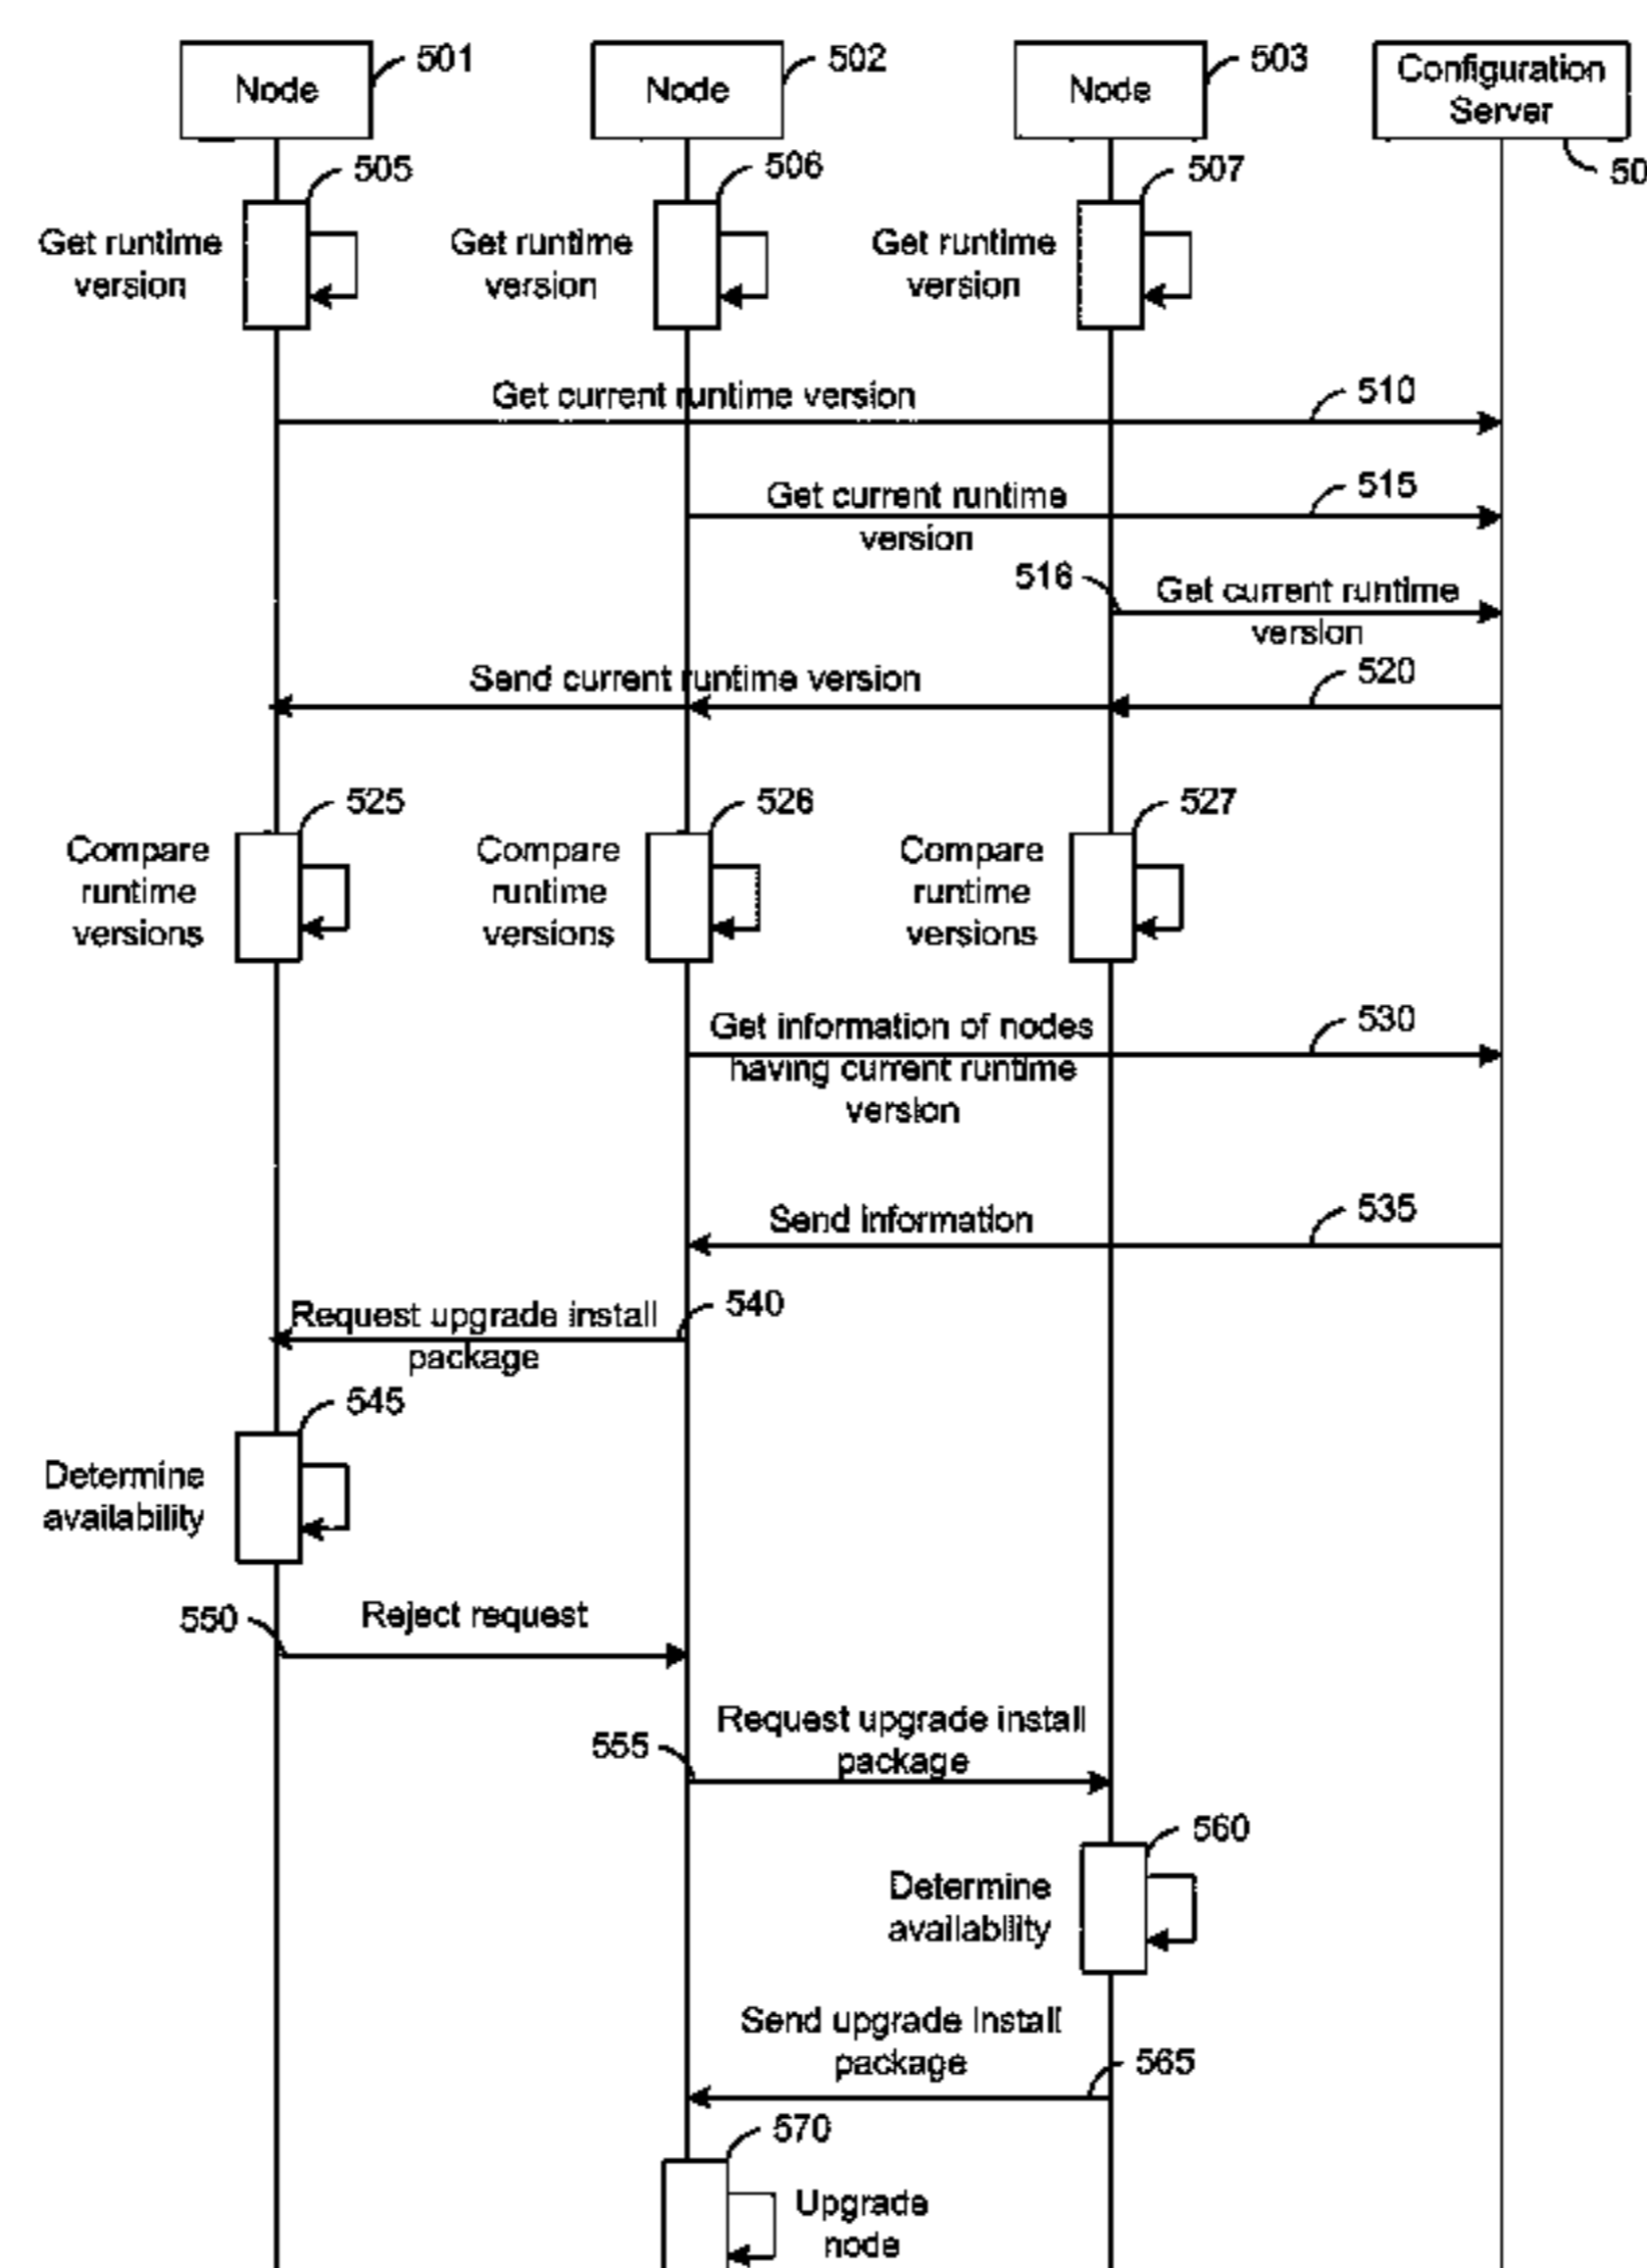 501
502
503
Node
Node
Node
Configuration
Server
505
506
507
Get runtime
version
Get runtime
version
Get runtime
version
Get current runtime version
510
Get current runtime
version
515
516
Get current runtime
version
Send current runtime version
520
525
526
527
Compare
runtime
versions
Compare
runtime
versions
Compare
runtime
versions
Get information of nodes
having current runtime
version
530
Send information
535
540
Request upgrade install
package
545
Determine
availability
550
Reject request
Request upgrade install
package
555
560
Determine
availability
Send upgrade install
package
565
570
Upgrade
node